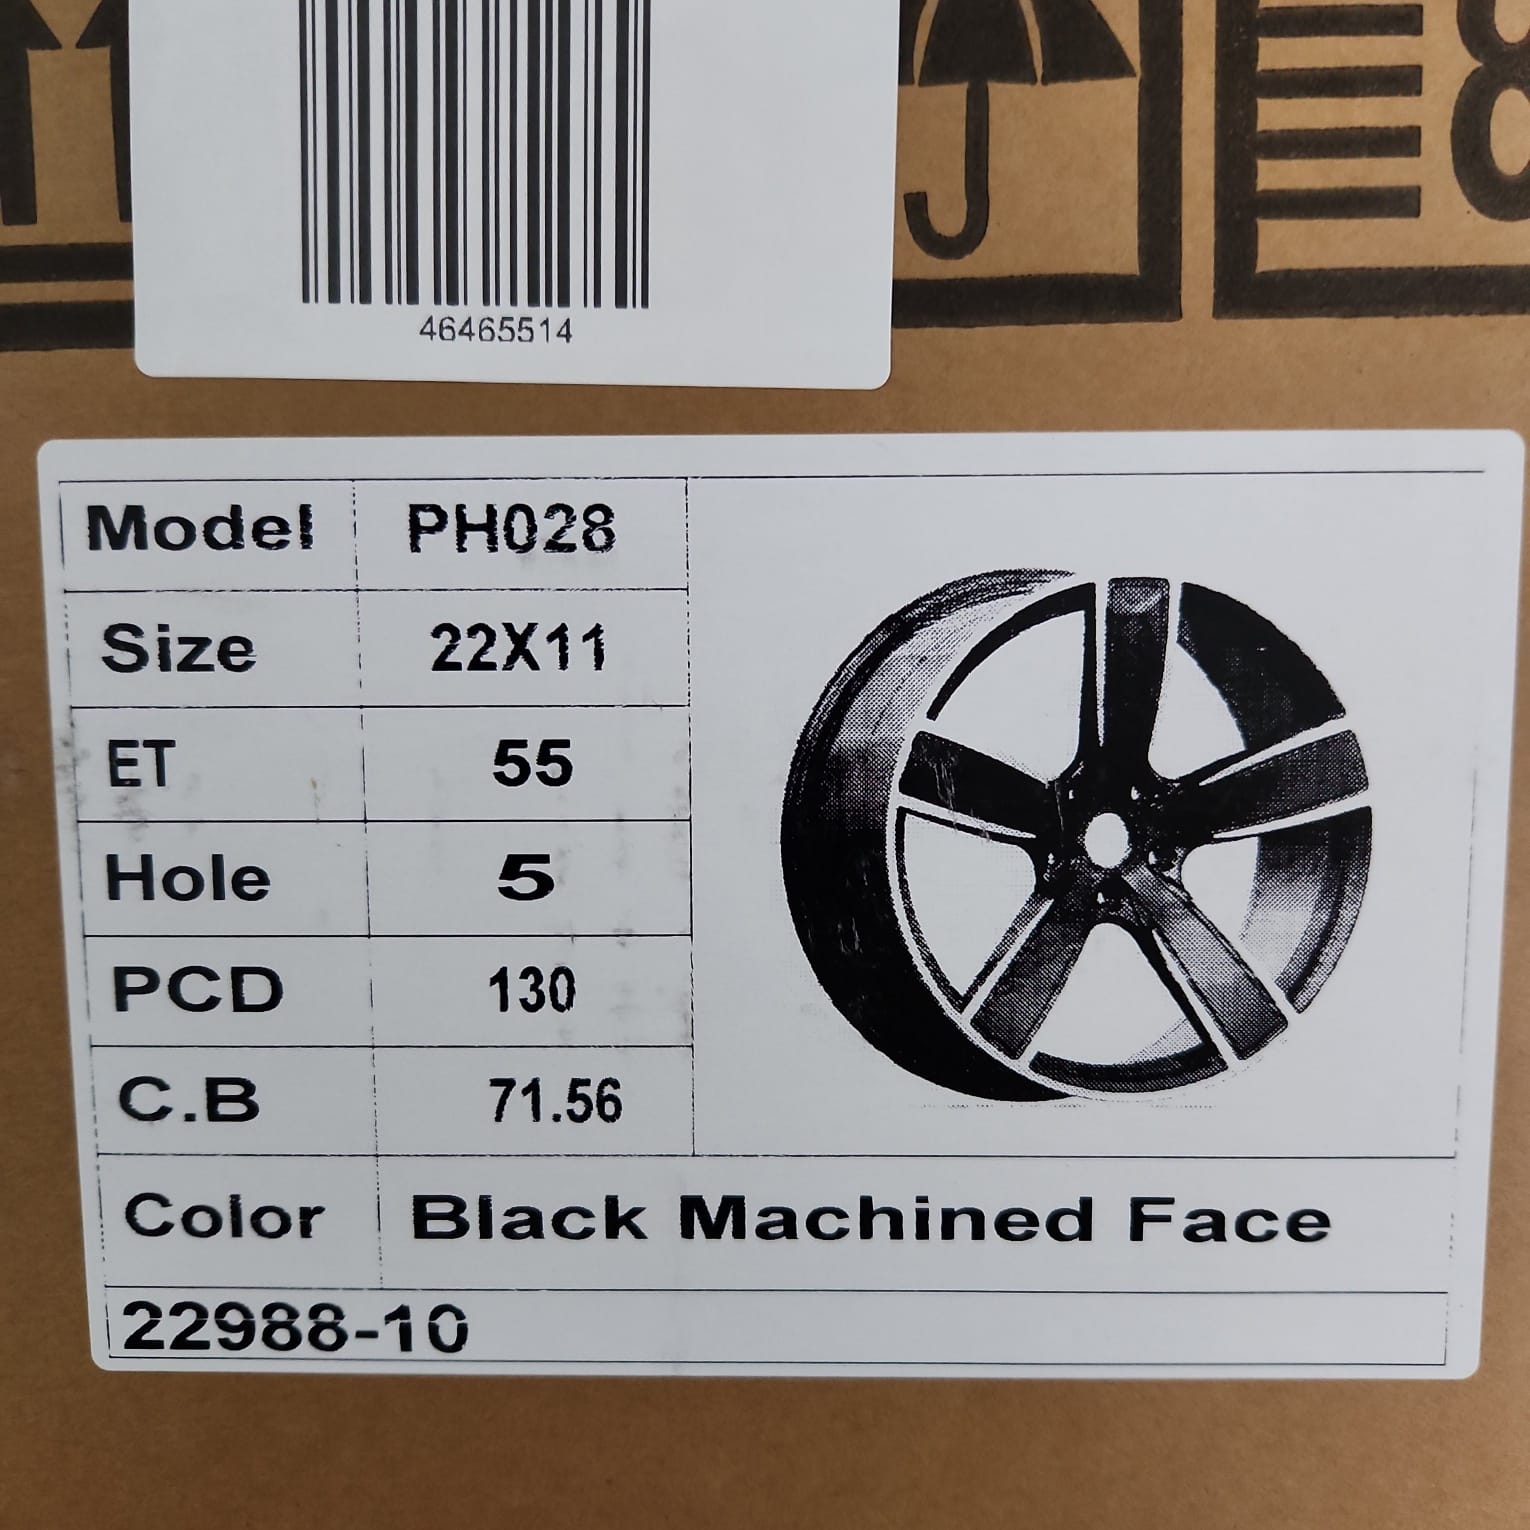 46465514
Model PH028
Size 22X11
ET 55
Hole 5
PCD 130
C.B 71.56
Color Black Machined Face
22988-10